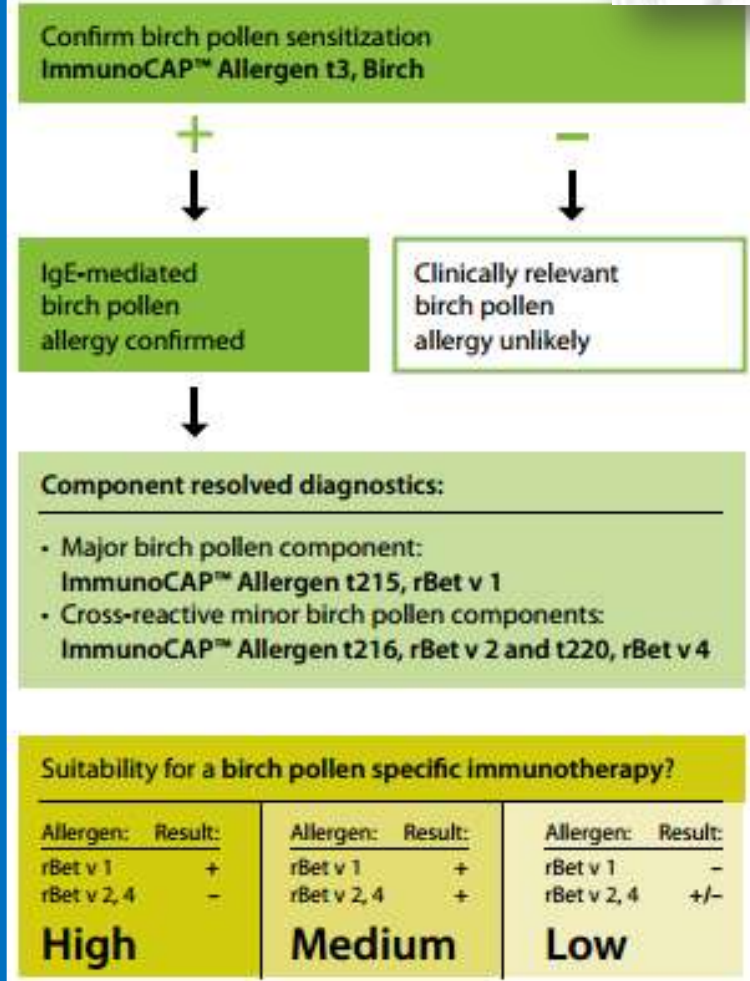 Confirm birch pollen sensitization
ImmunoCAP™ Allergen t3, Birch
+
−
IgE-mediated
birch pollen
allergy confirmed
Clinically relevant
birch pollen
allergy unlikely
Component resolved diagnostics:
• Major birch pollen component:
ImmunoCAP™ Allergen t215, rBet v 1
• Cross-reactive minor birch pollen components:
ImmunoCAP™ Allergen t216, rBet v 2 and t220, rBet v 4
Suitability for a birch pollen specific immunotherapy?
Allergen: Result:
rBet v 1 +
rBet v 2, 4 −
High
Allergen: Result:
rBet v 1 +
rBet v 2, 4 +
Medium
Allergen: Result:
rBet v 1 −
rBet v 2, 4 +/−
Low